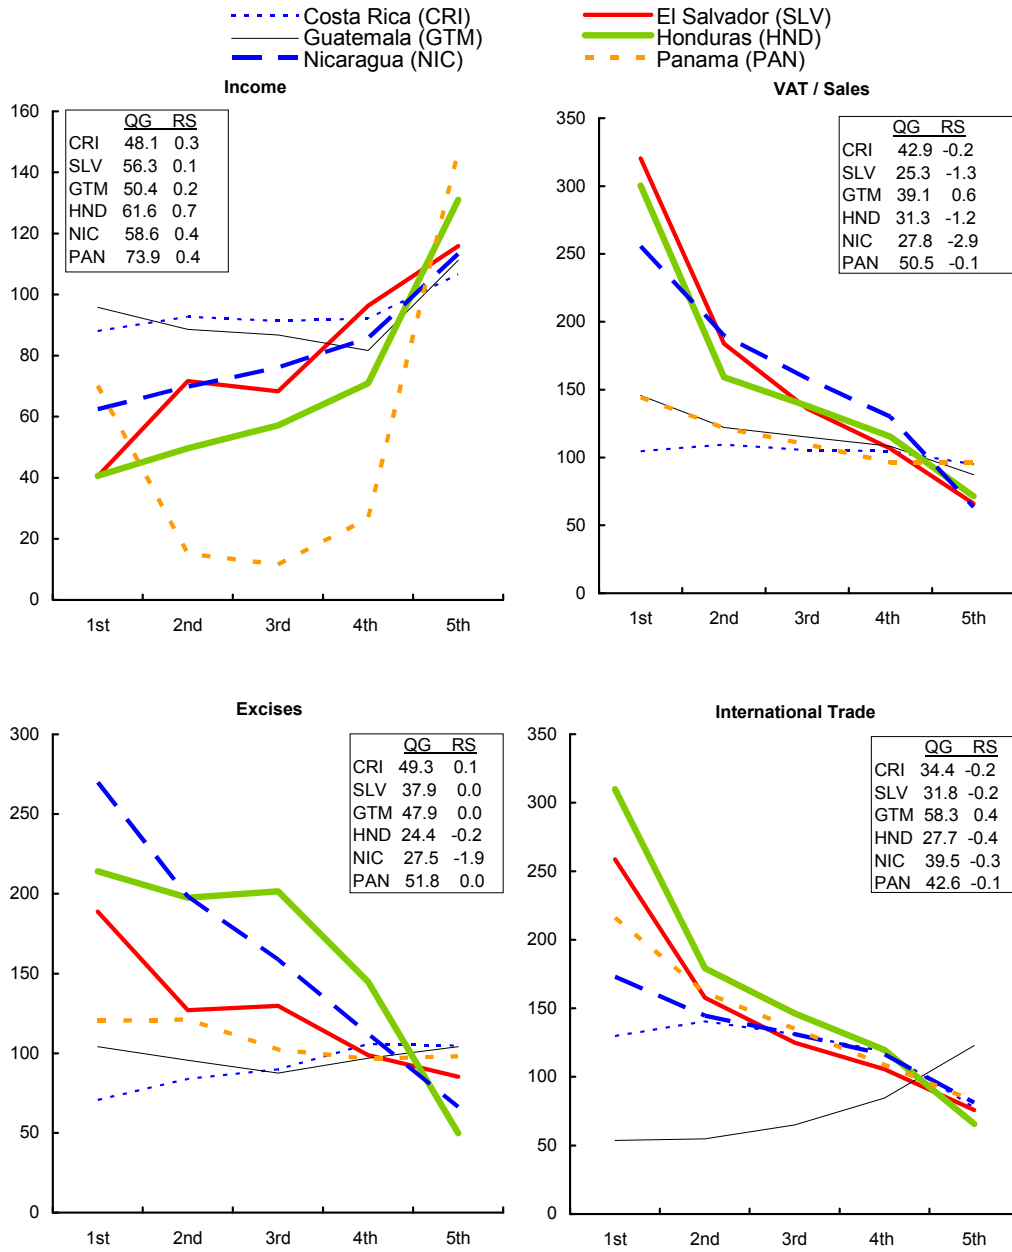 Costa Rica (CRI)
El Salvador (SLV)
Guatemala (GTM)
Honduras (HND)
Nicaragua (NIC)
Panama (PAN)
Income
160
140
120
100
80
60
40
20
0
QG RS
CRI 48.1 0.3
SLV 56.3 0.1
GTM 50.4 0.2
HND 61.6 0.7
NIC 58.6 0.4
PAN 73.9 0.4
1st 2nd 3rd 4th 5th
VAT / Sales
350
300
250
200
150
100
50
0
QG RS
CRI 42.9 -0.2
SLV 25.3 -1.3
GTM 39.1 0.6
HND 31.3 -1.2
NIC 27.8 -2.9
PAN 50.5 -0.1
1st 2nd 3rd 4th 5th
Excises
300
250
200
150
100
50
0
QG RS
CRI 49.3 0.1
SLV 37.9 0.0
GTM 47.9 0.0
HND 24.4 -0.2
NIC 27.5 -1.9
PAN 51.8 0.0
1st 2nd 3rd 4th 5th
International Trade
350
300
250
200
150
100
50
0
QG RS
CRI 34.4 -0.2
SLV 31.8 -0.2
GTM 58.3 0.4
HND 27.7 -0.4
NIC 39.5 -0.3
PAN 42.6 -0.1
1st 2nd 3rd 4th 5th